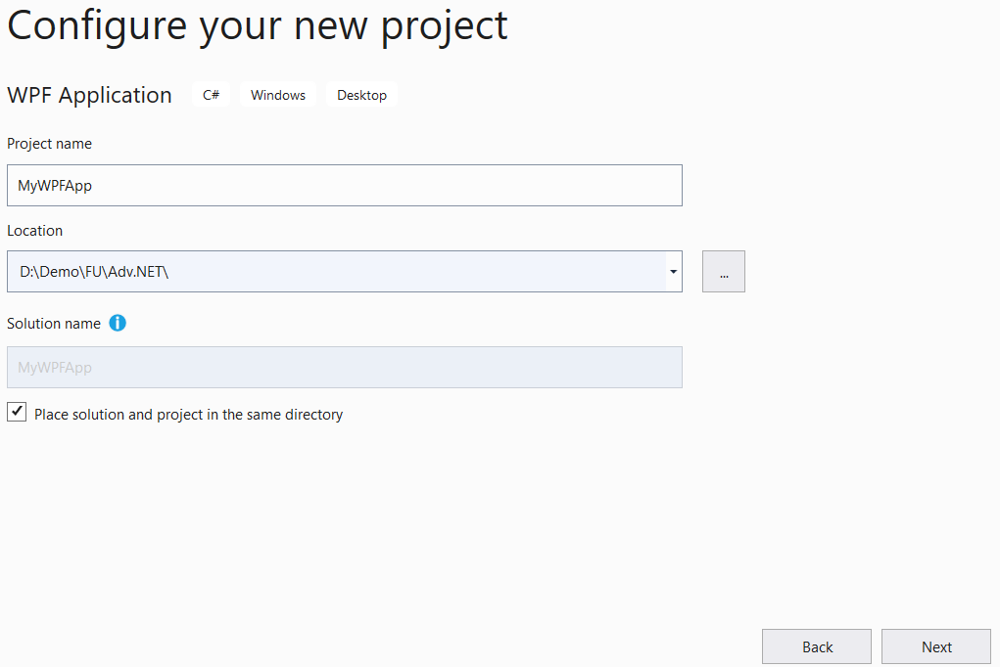 Configure your new project
WPF Application C# Windows Desktop
Project name
MyWPFApp
Location
D:\Demo\FU\Adv.NET\
...
Solution name
MyWPFApp
Place solution and project in the same directory
Back Next